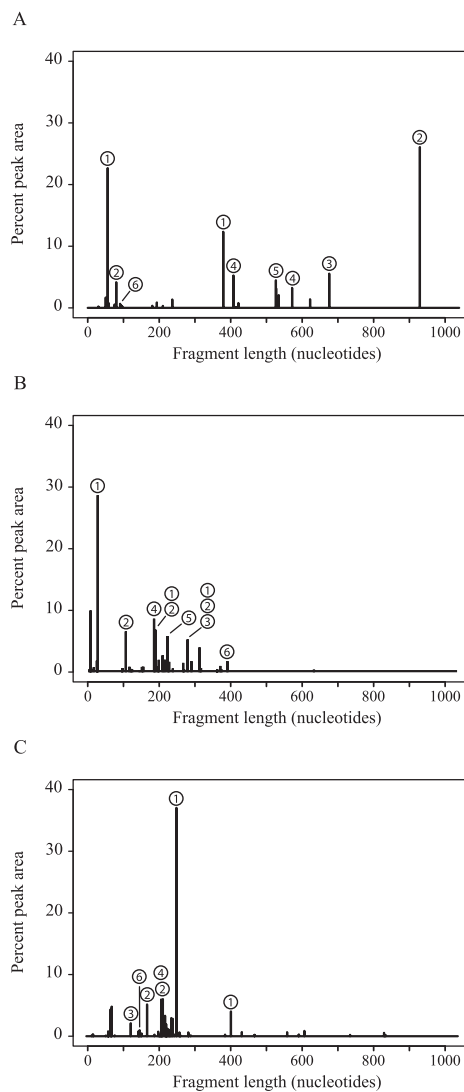 A
Percent peak area
40
30
20
10
0
① ② ⑥ ① ④ ⑤ ④ ③ ②
0 200 400 600 800 1000
Fragment length (nucleotides)
B
Percent peak area
40
30
20
10
0
① ② ④ ① ② ⑤ ① ② ③ ⑥
0 200 400 600 800 1000
Fragment length (nucleotides)
C
Percent peak area
40
30
20
10
0
③ ⑥ ② ④ ② ① ①
0 200 400 600 800 1000
Fragment length (nucleotides)